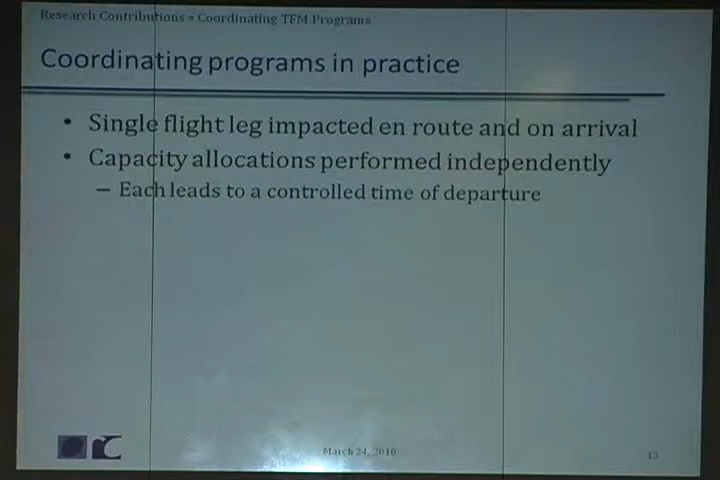 Research Contributions » Coordinating TFM Programs
Coordinating programs in practice
• Single flight leg impacted en route and on arrival
• Capacity allocations performed independently
– Each leads to a controlled time of departure
March 24, 2010
13